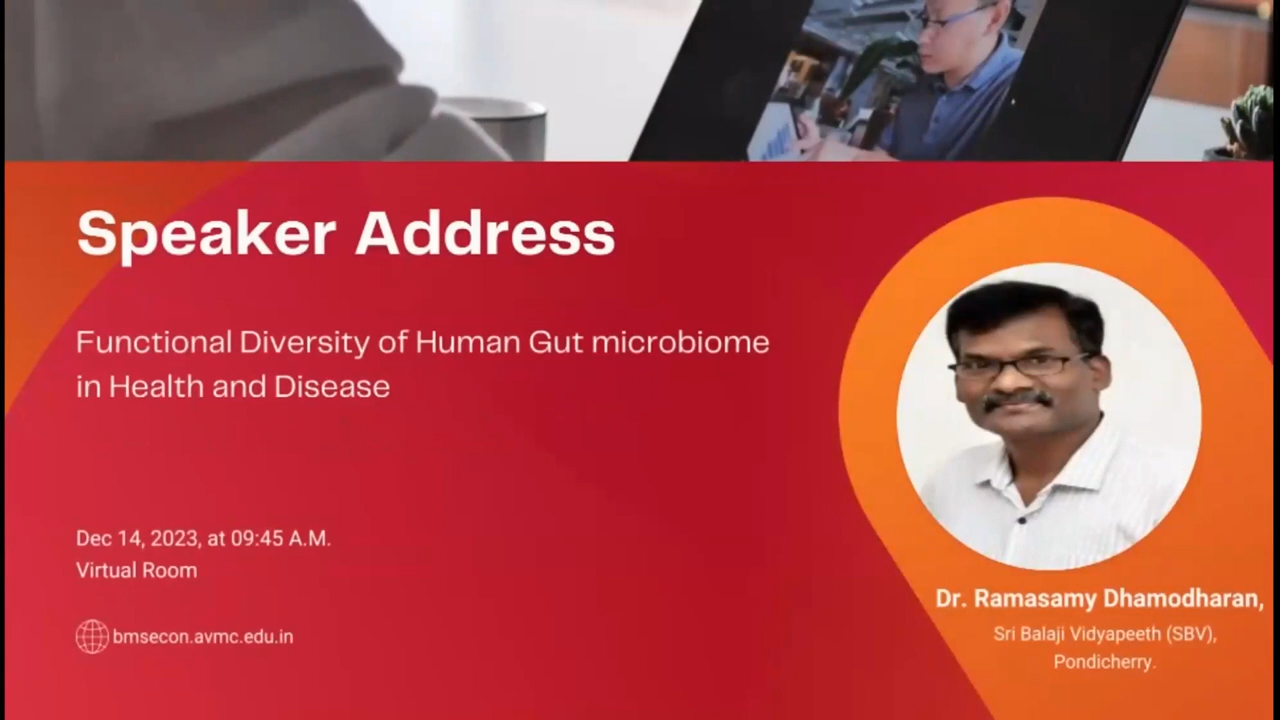 Speaker Address
Functional Diversity of Human Gut microbiome
in Health and Disease
Dec 14, 2023, at 09:45 A.M.
Virtual Room
bmsecon.avmc.edu.in
Dr. Ramasamy Dhamodharan,
Sri Balaji Vidyapeeth (SBV),
Pondicherry.